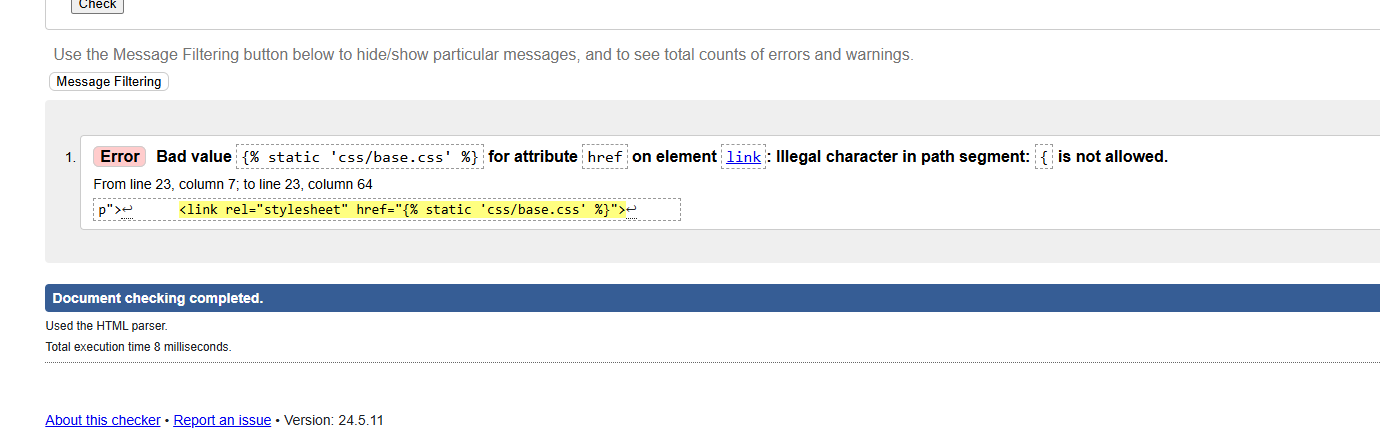 Check
Use the Message Filtering button below to hide/show particular messages, and to see total counts of errors and warnings.
Message Filtering
1. Error Bad value {% static 'css/base.css' %} for attribute href on element link: Illegal character in path segment: { is not allowed.
From line 23, column 7; to line 23, column 64
p">↩ <link rel="stylesheet" href="{% static 'css/base.css' %}">↩
Document checking completed.
Used the HTML parser.
Total execution time 8 milliseconds.
About this checker • Report an issue • Version: 24.5.11